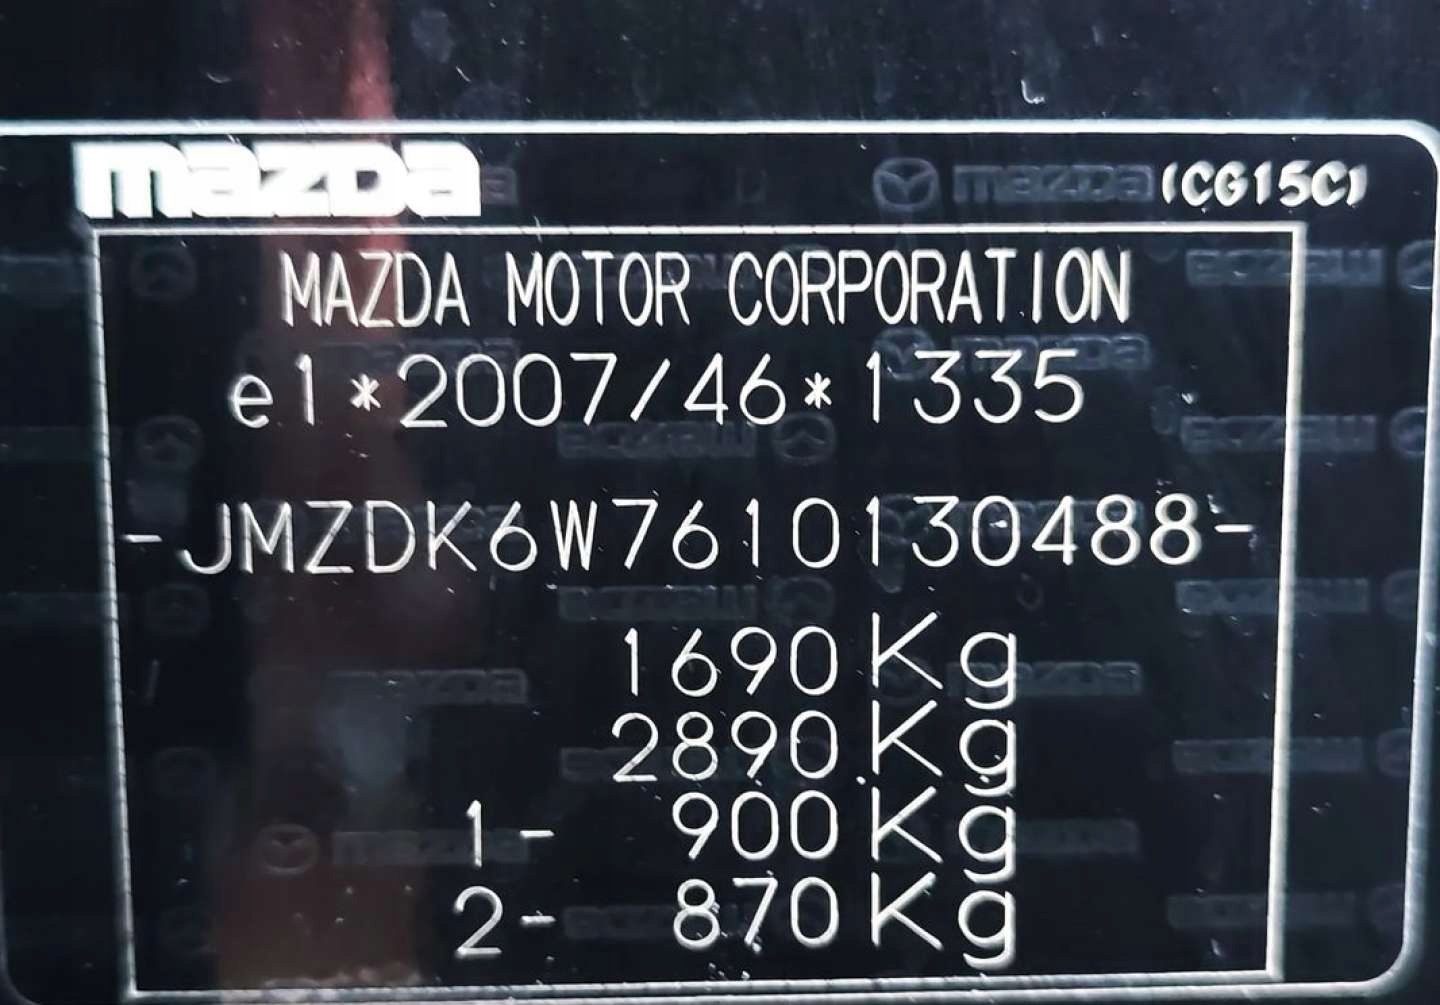 mazda (CG15C)
MAZDA MOTOR CORPORATION
e1*2007/46*1335
-JMZDK6W7610130488-
1690Kg
2890Kg
1- 900Kg
2- 870Kg